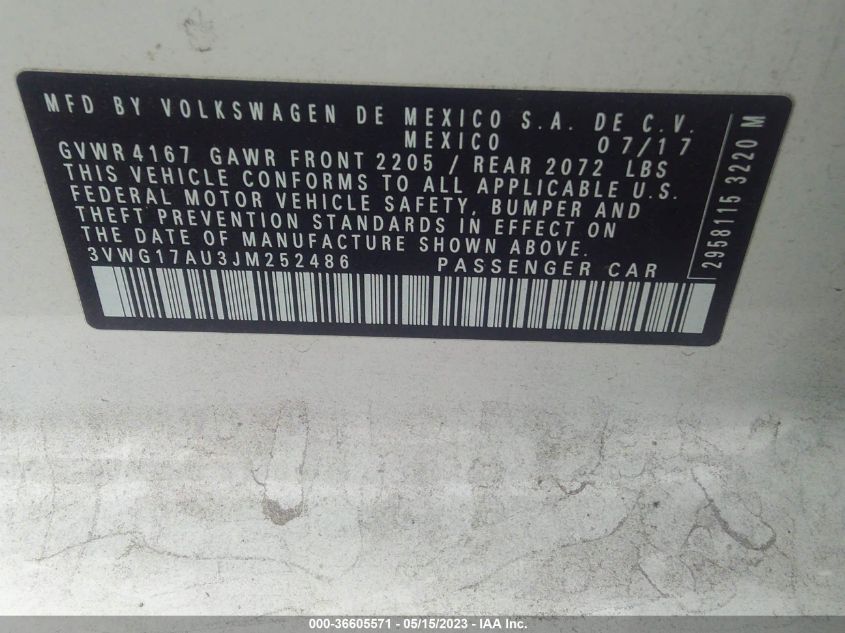 MFD BY VOLKSWAGEN DE MEXICO S.A. DE C.V.
MEXICO 07/17
GVWR 4167 GAWR FRONT 2205 / REAR 2072 LBS
THIS VEHICLE CONFORMS TO ALL APPLICABLE U.S.
FEDERAL MOTOR VEHICLE SAFETY, BUMPER AND
THEFT PREVENTION STANDARDS IN EFFECT ON
THE DATE OF MANUFACTURE SHOWN ABOVE.
3VWG17AU3JM252486 PASSENGER CAR
2958115 3220 M
000-36605571 - 05/15/2023 - IAA Inc.